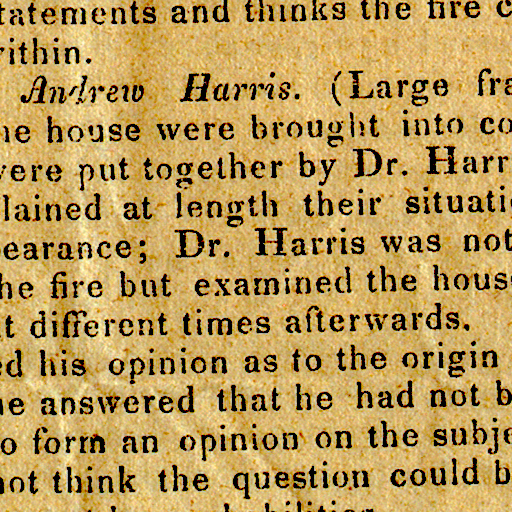 tatements and thinks the fire c
rithin.
Andrew Harris. (Large fra
he house were brought into co
vere put together by Dr. Harr
lained at length their situati
pearance; Dr. Harris was not
he fire but examined the hous
t different times afterwards.
ed his opinion as to the origin
he answered that he had not b
o form an opinion on the subje
not think the question could b